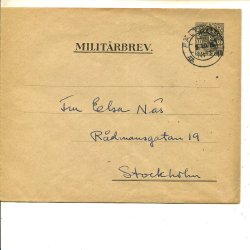 MILITÄRBREV.
Fru Elsa Näs
Rådmansgatan 19
Stockholm